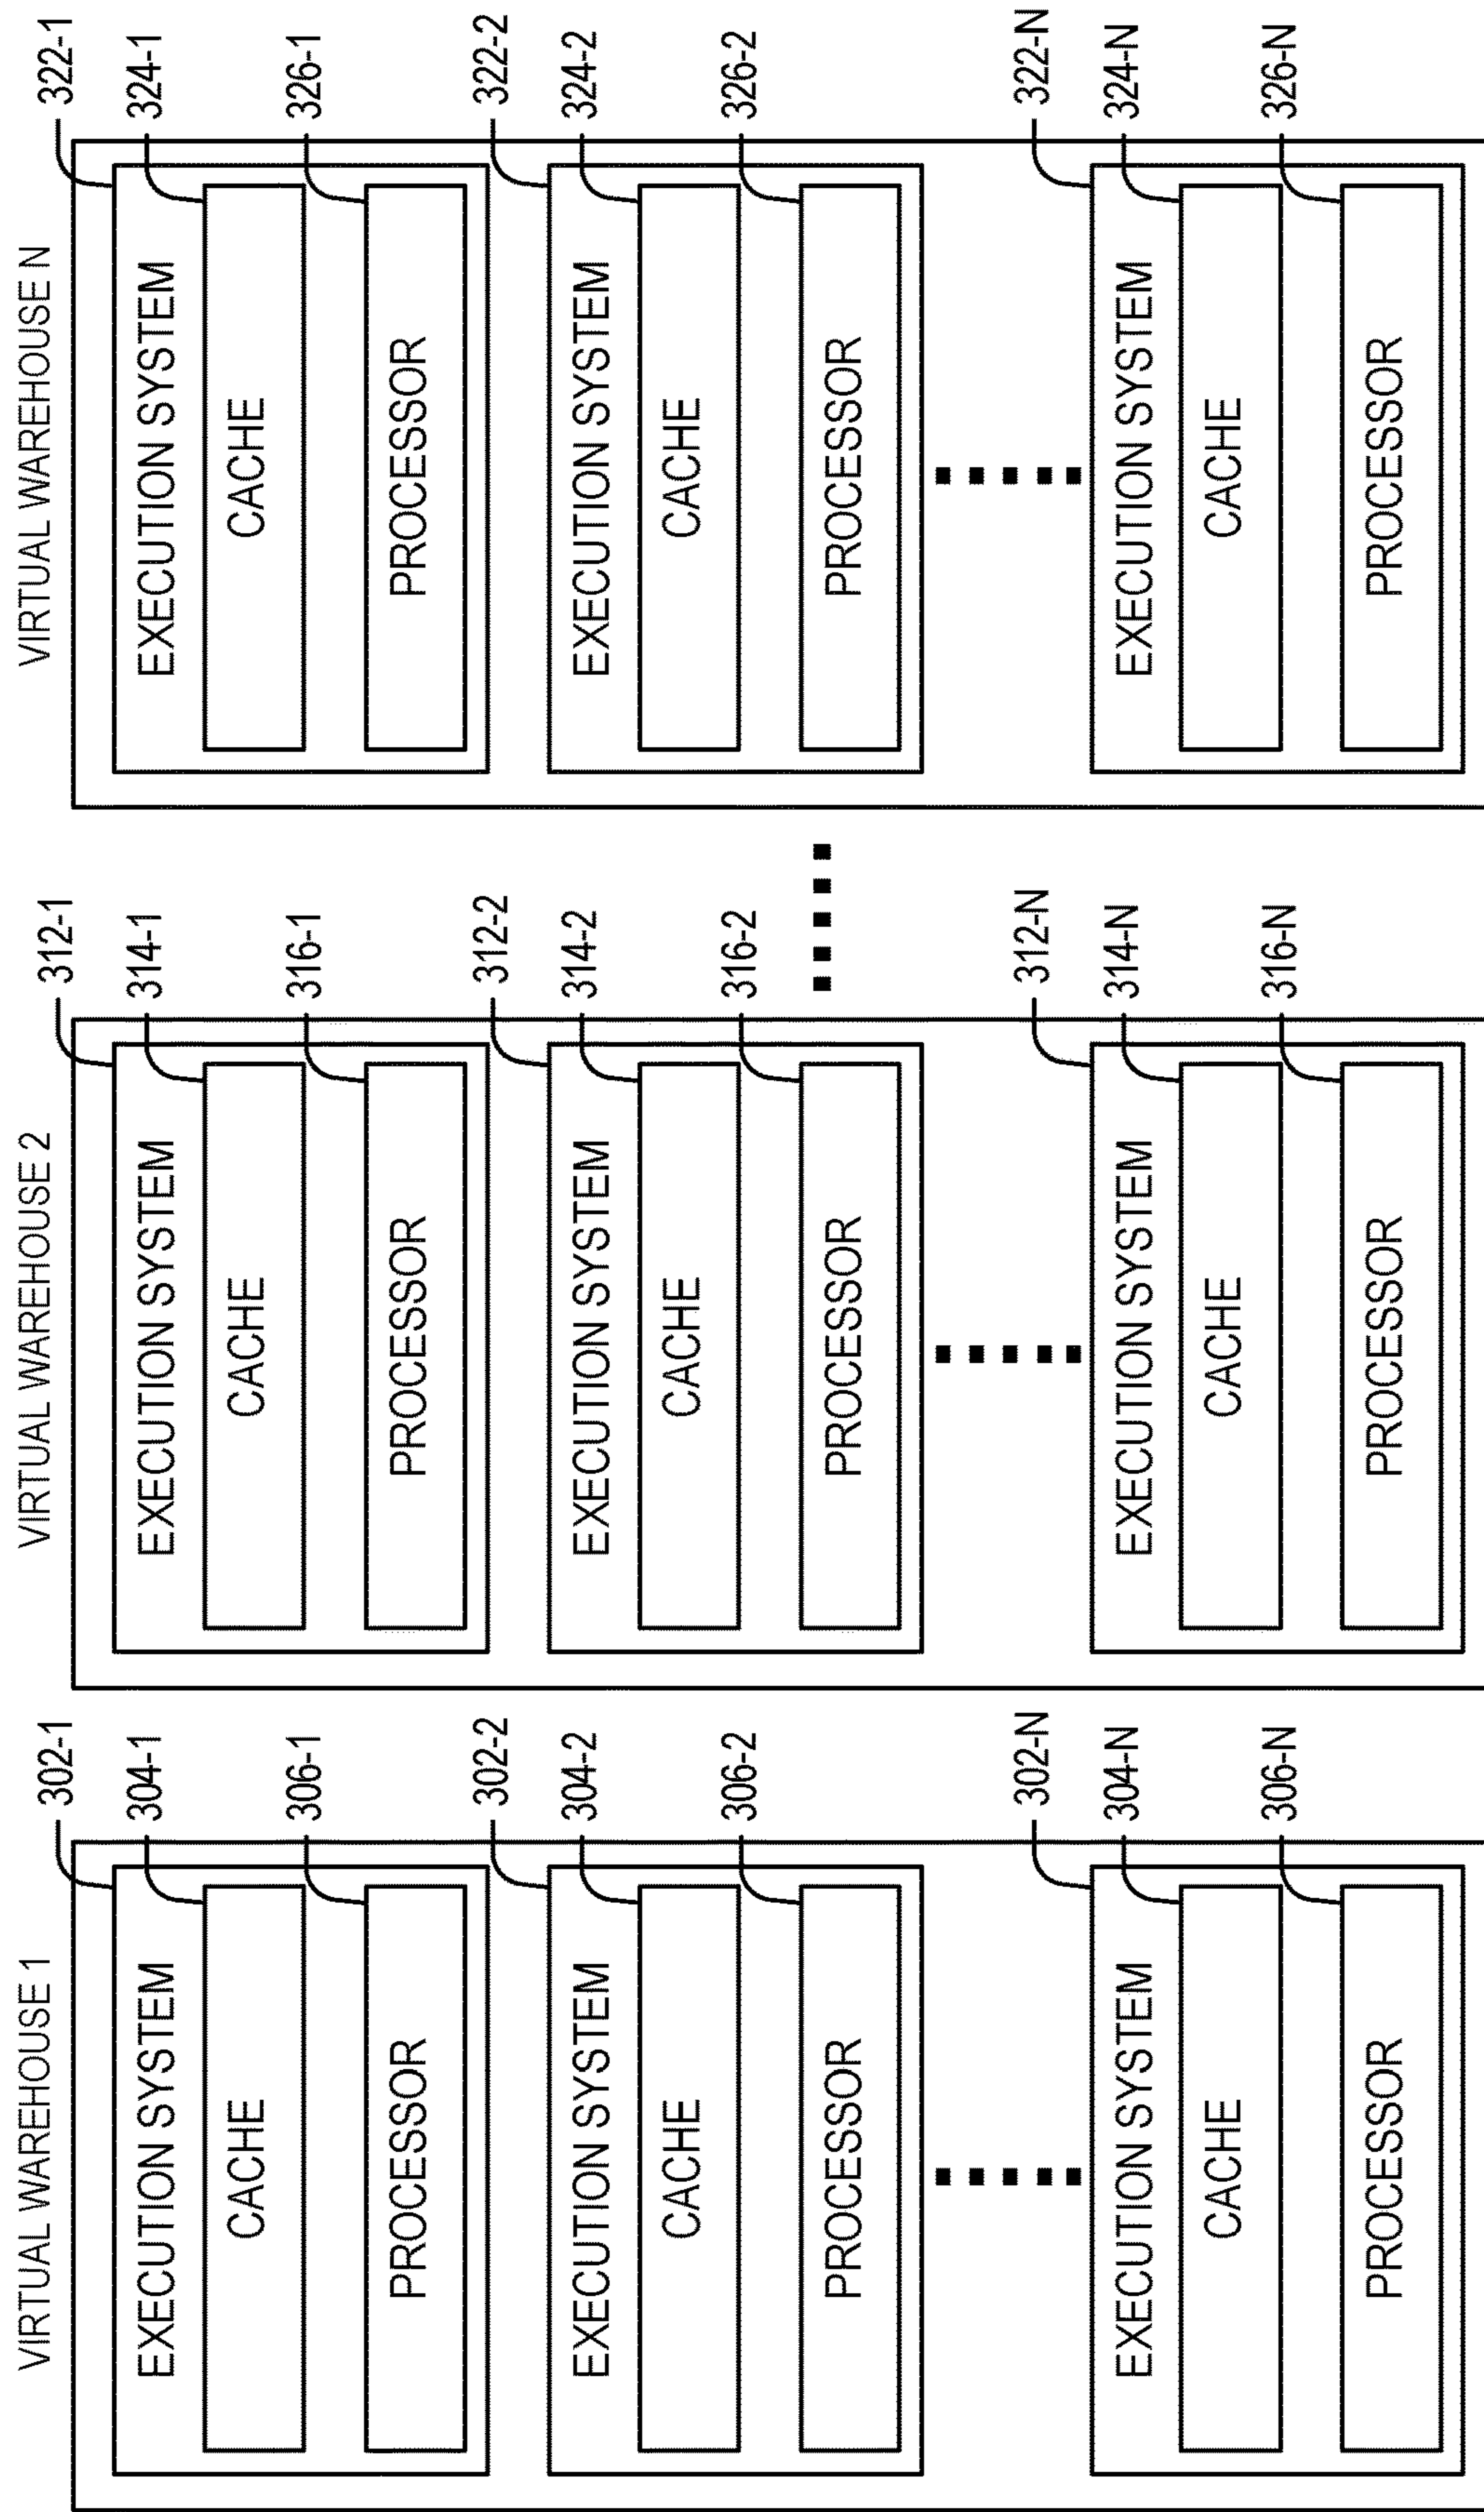 VIRTUAL WAREHOUSE 1
302-1
EXECUTION SYSTEM
304-1
CACHE
306-1
PROCESSOR
302-2
EXECUTION SYSTEM
304-2
CACHE
306-2
PROCESSOR
302-N
EXECUTION SYSTEM
304-N
CACHE
306-N
PROCESSOR
VIRTUAL WAREHOUSE 2
312-1
EXECUTION SYSTEM
314-1
CACHE
316-1
PROCESSOR
312-2
EXECUTION SYSTEM
314-2
CACHE
316-2
PROCESSOR
312-N
EXECUTION SYSTEM
314-N
CACHE
316-N
PROCESSOR
VIRTUAL WAREHOUSE N
322-1
EXECUTION SYSTEM
324-1
CACHE
326-1
PROCESSOR
322-2
EXECUTION SYSTEM
324-2
CACHE
326-2
PROCESSOR
322-N
EXECUTION SYSTEM
324-N
CACHE
326-N
PROCESSOR